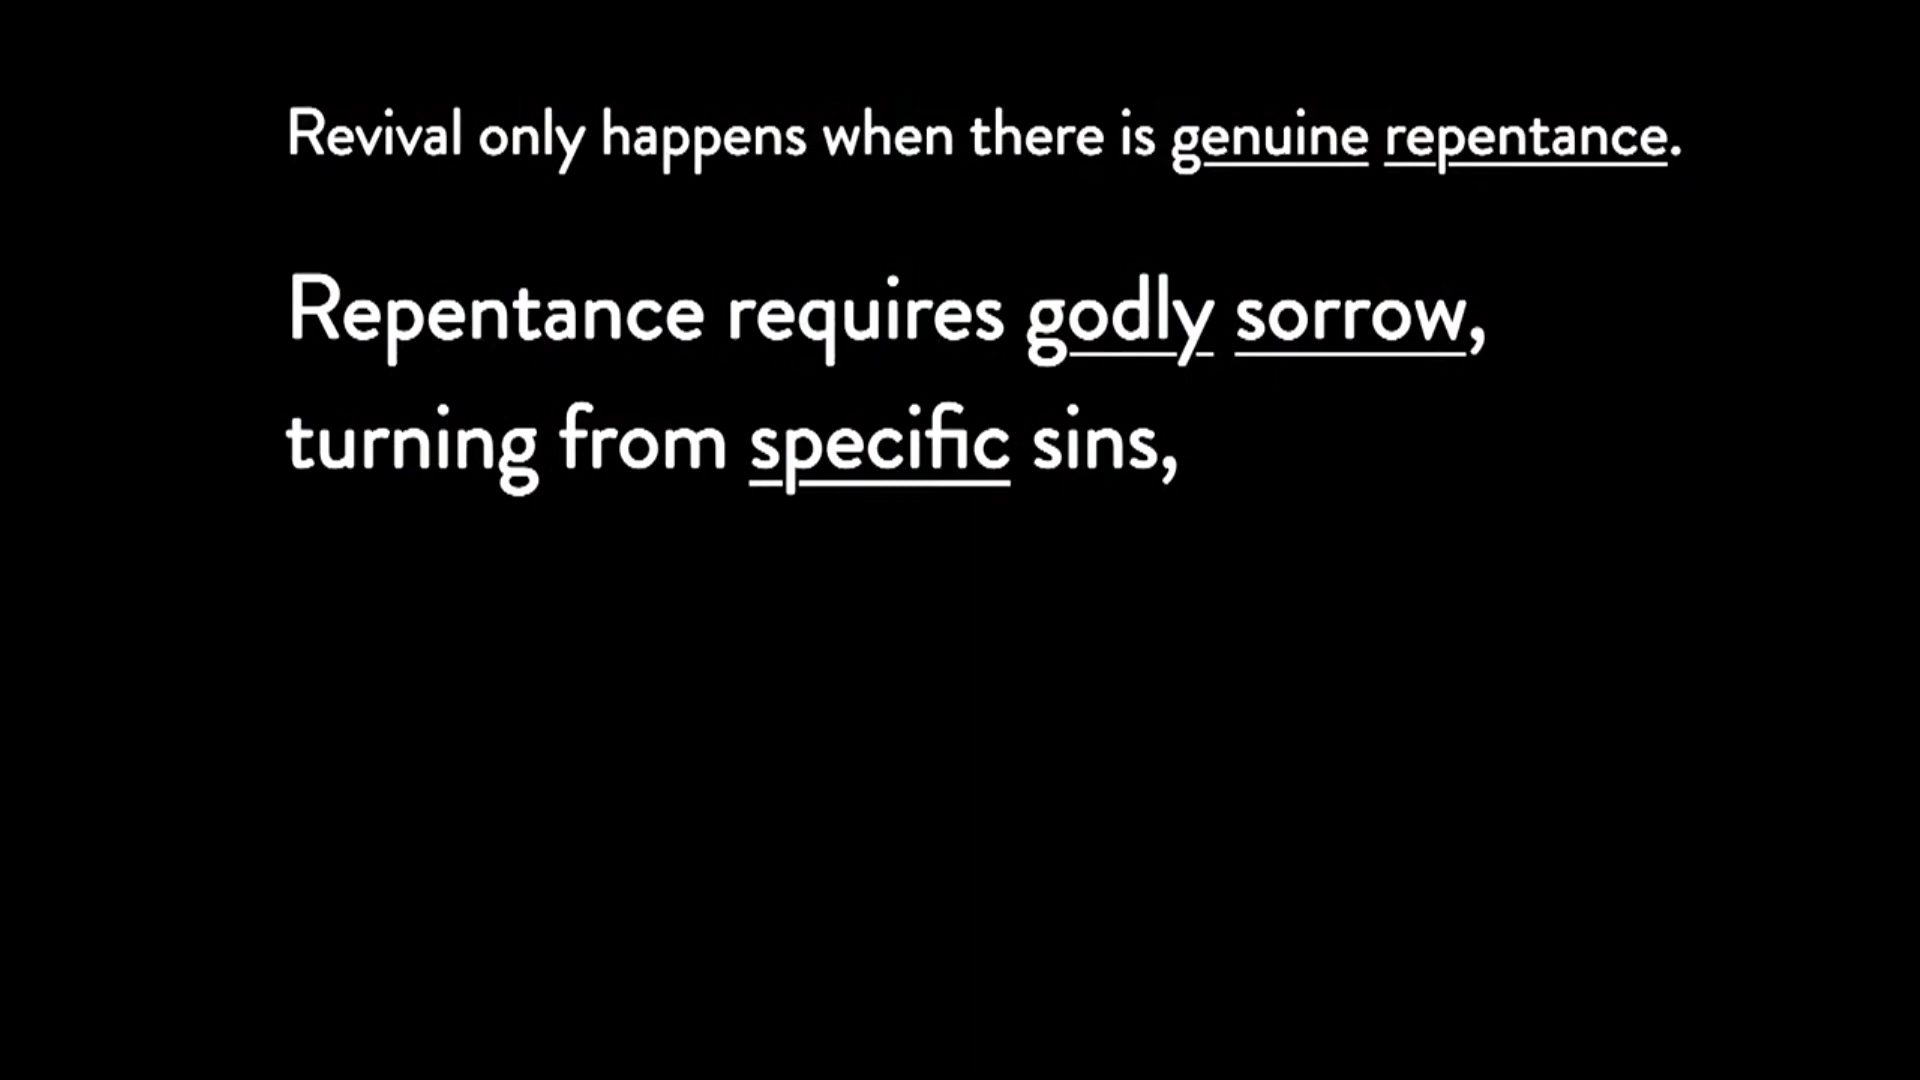 Revival only happens when there is genuine repentance.
Repentance requires godly sorrow,
turning from specific sins,